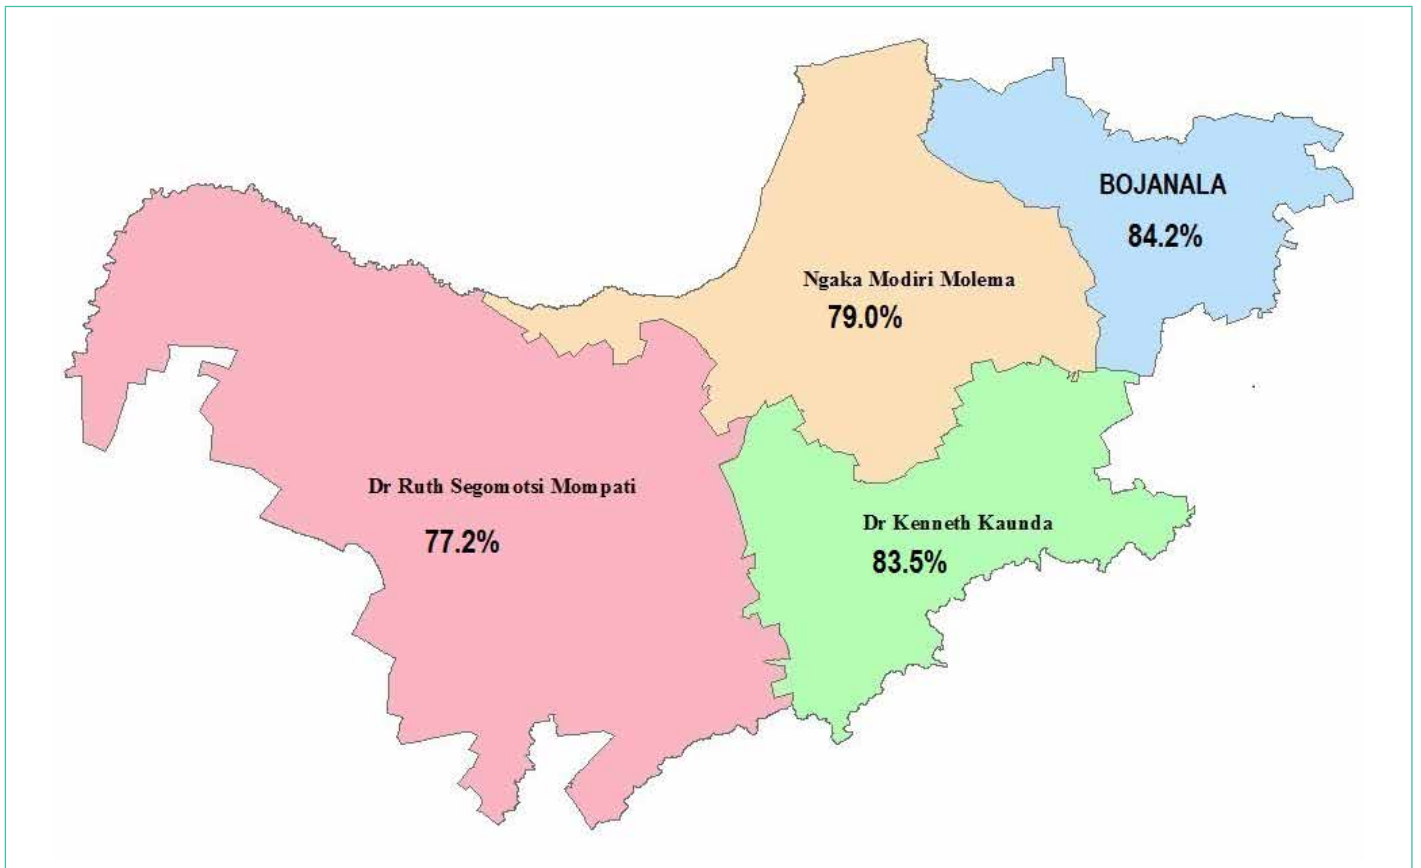 BOJANALA
84.2%
Ngaka Modiri Molema
79.0%
Dr Ruth Segomotsi Mompati
77.2%
Dr Kenneth Kaunda
83.5%